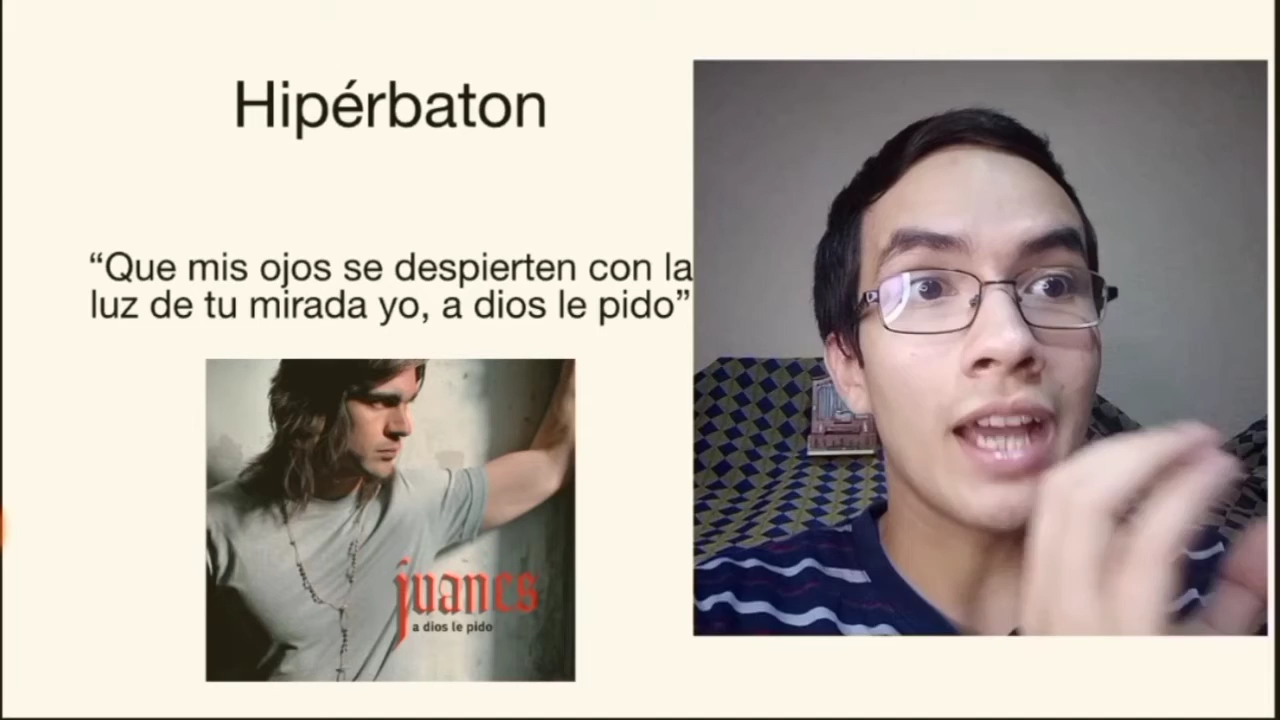 Hipérbaton
“Que mis ojos se despierten con la
luz de tu mirada yo, a dios le pido”
juanes
a dios le pido